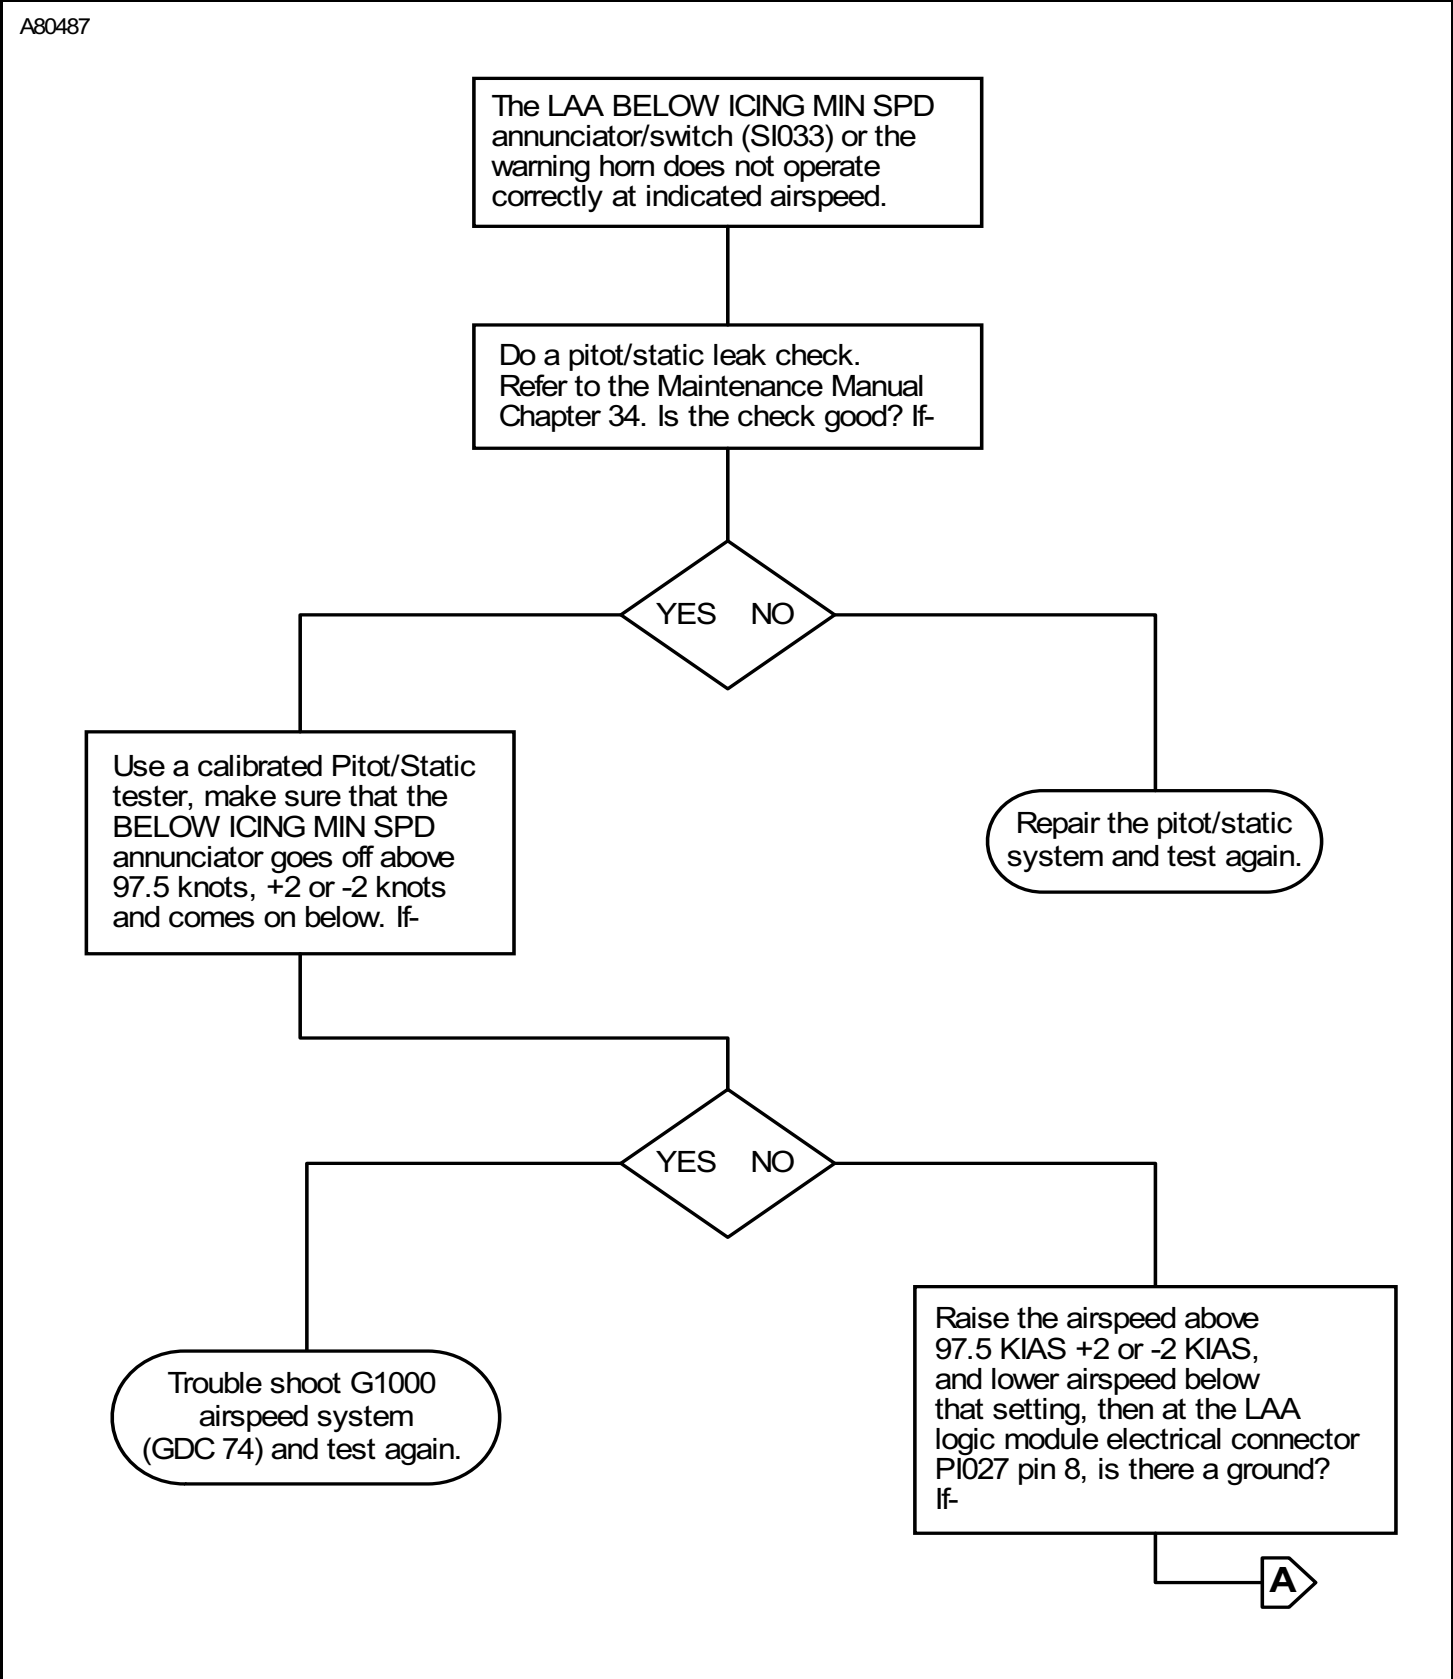 A80487
The LAA BELOW ICING MIN SPD
annunciator/switch (SI033) or the
warning horn does not operate
correctly at indicated airspeed.
Do a pitot/static leak check.
Refer to the Maintenance Manual
Chapter 34. Is the check good? If-
YES NO
Use a calibrated Pitot/Static
tester, make sure that the
BELOW ICING MIN SPD
annunciator goes off above
97.5 knots, +2 or -2 knots
and comes on below. If-
Repair the pitot/static
system and test again.
YES NO
Trouble shoot G1000
airspeed system
(GDC 74) and test again.
Raise the airspeed above
97.5 KIAS +2 or -2 KIAS,
and lower airspeed below
that setting, then at the LAA
logic module electrical connector
PI027 pin 8, is there a ground?
If-
A